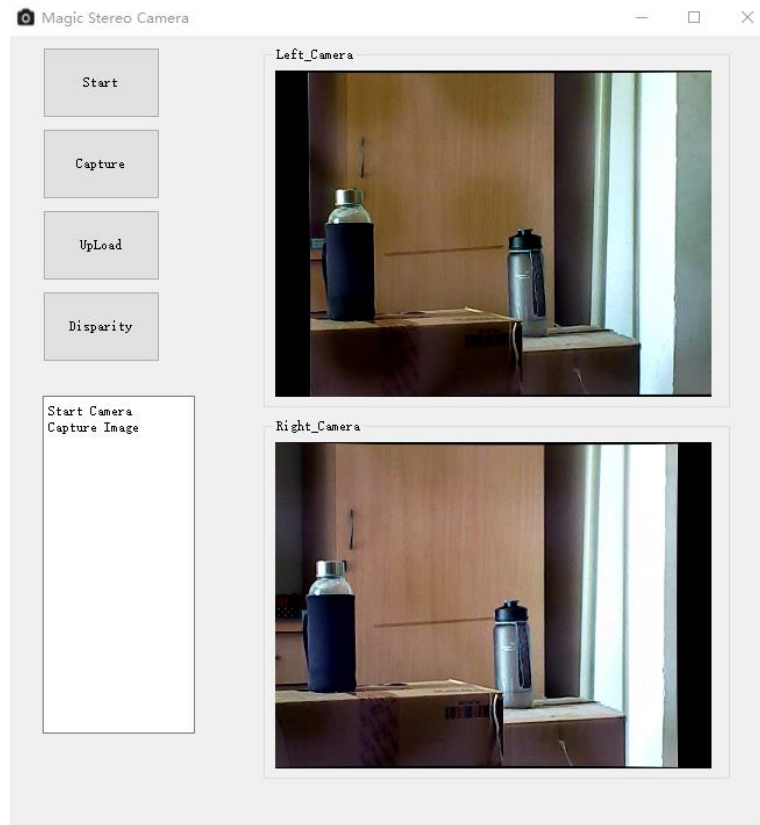 Magic Stereo Camera
Start
Capture
UpLoad
Disparity
Start Camera
Capture Image
Left_Camera
Right_Camera